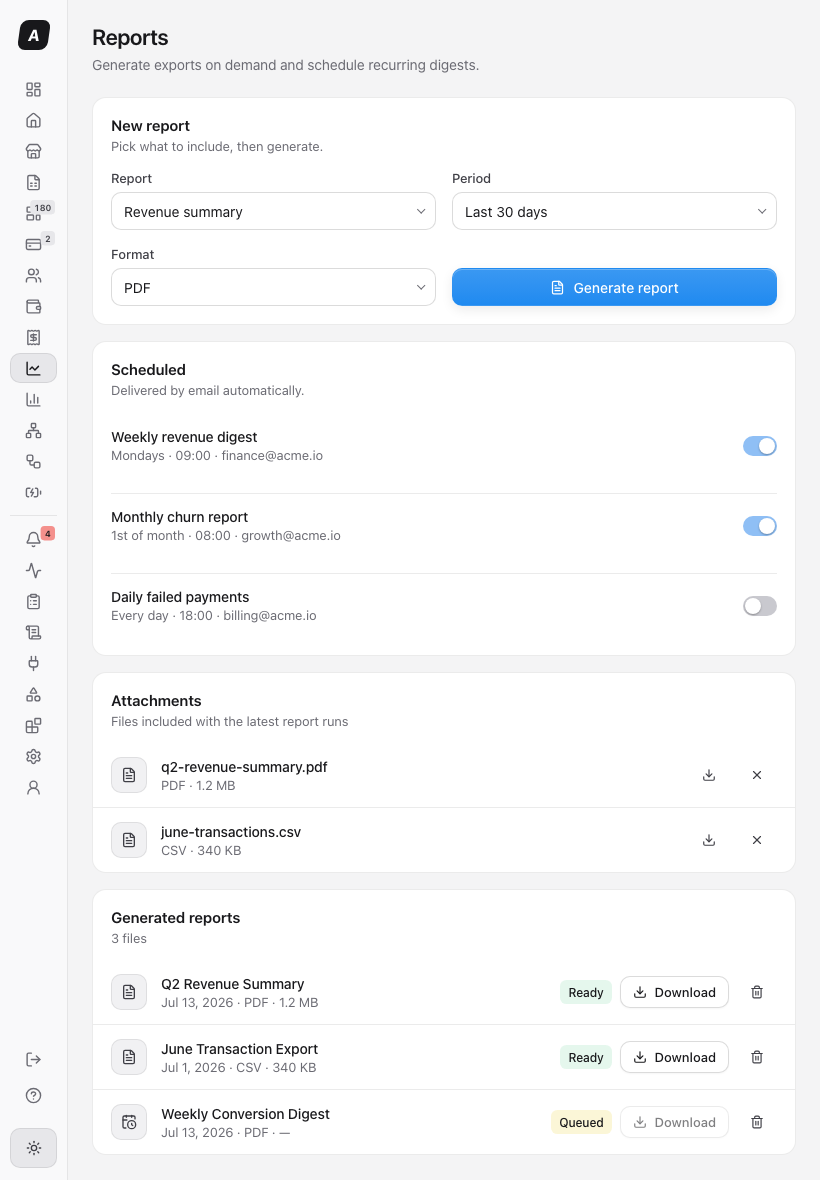 A
Reports
Generate exports on demand and schedule recurring digests.
180
2
4
New report
Pick what to include, then generate.
Report
Period
Revenue summary
Last 30 days
Format
PDF
Generate report
Scheduled
Delivered by email automatically.
Weekly revenue digest
Mondays · 09:00 · finance@acme.io
Monthly churn report
1st of month · 08:00 · growth@acme.io
Daily failed payments
Every day · 18:00 · billing@acme.io
Attachments
Files included with the latest report runs
q2-revenue-summary.pdf
PDF · 1.2 MB
june-transactions.csv
CSV · 340 KB
Generated reports
3 files
Q2 Revenue Summary
Jul 13, 2026 · PDF · 1.2 MB
Ready
Download
June Transaction Export
Jul 1, 2026 · CSV · 340 KB
Ready
Download
Weekly Conversion Digest
Jul 13, 2026 · PDF · —
Queued
Download